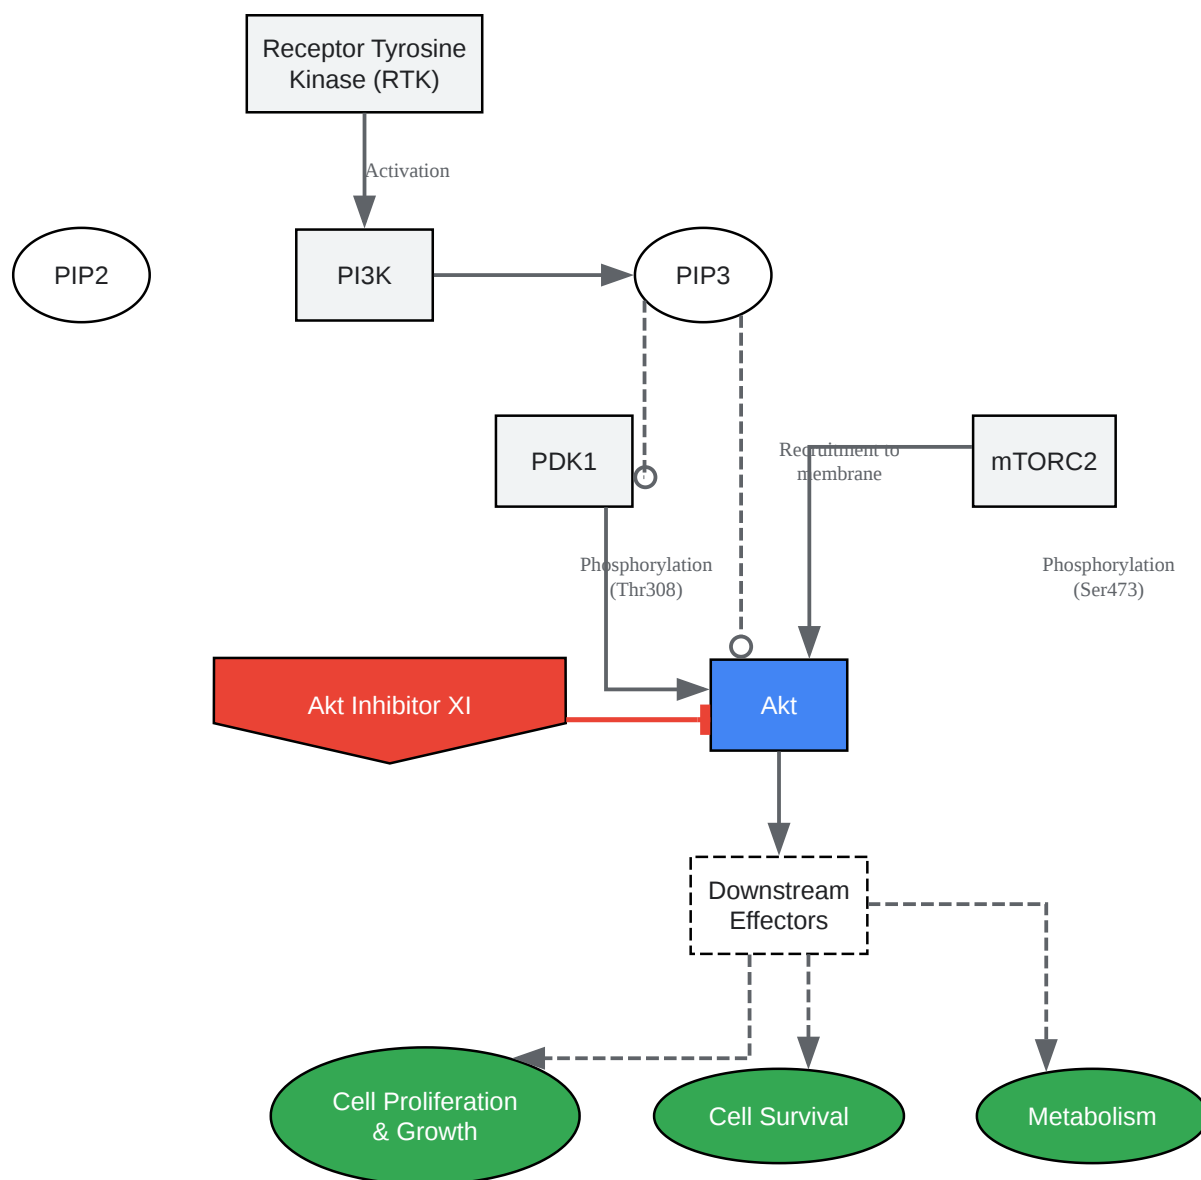 Receptor Tyrosine
Kinase (RTK)
Activation
PIP2
PI3K
PIP3
PDK1
Recruitment to
membrane
mTORC2
Phosphorylation
(Thr308)
Phosphorylation
(Ser473)
Akt Inhibitor XI
Akt
Downstream
Effectors
Cell Proliferation
& Growth
Cell Survival
Metabolism